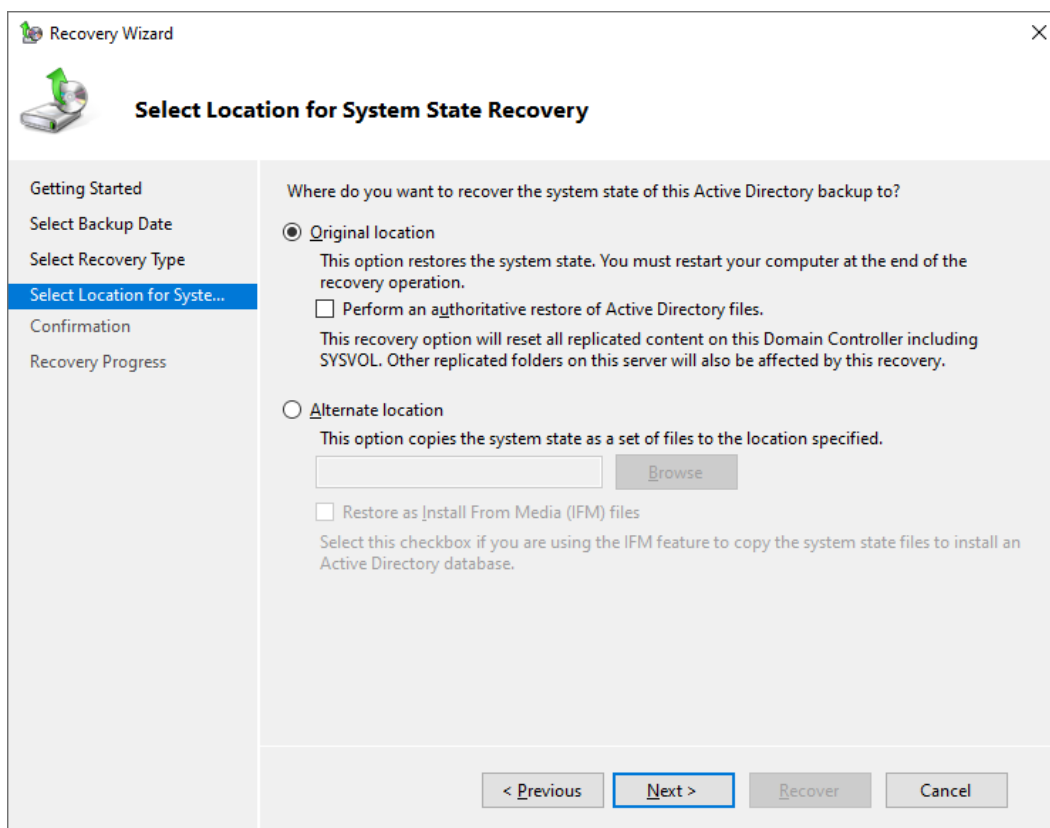 Recovery Wizard
Select Location for System State Recovery
Getting Started
Select Backup Date
Select Recovery Type
Select Location for Syste...
Confirmation
Recovery Progress
Where do you want to recover the system state of this Active Directory backup to?
Original location
This option restores the system state. You must restart your computer at the end of the
recovery operation.
Perform an authoritative restore of Active Directory files.
This recovery option will reset all replicated content on this Domain Controller including
SYSVOL. Other replicated folders on this server will also be affected by this recovery.
Alternate location
This option copies the system state as a set of files to the location specified.
Browse
Restore as Install From Media (IFM) files
Select this checkbox if you are using the IFM feature to copy the system state files to install an
Active Directory database.
< Previous
Next >
Recover
Cancel